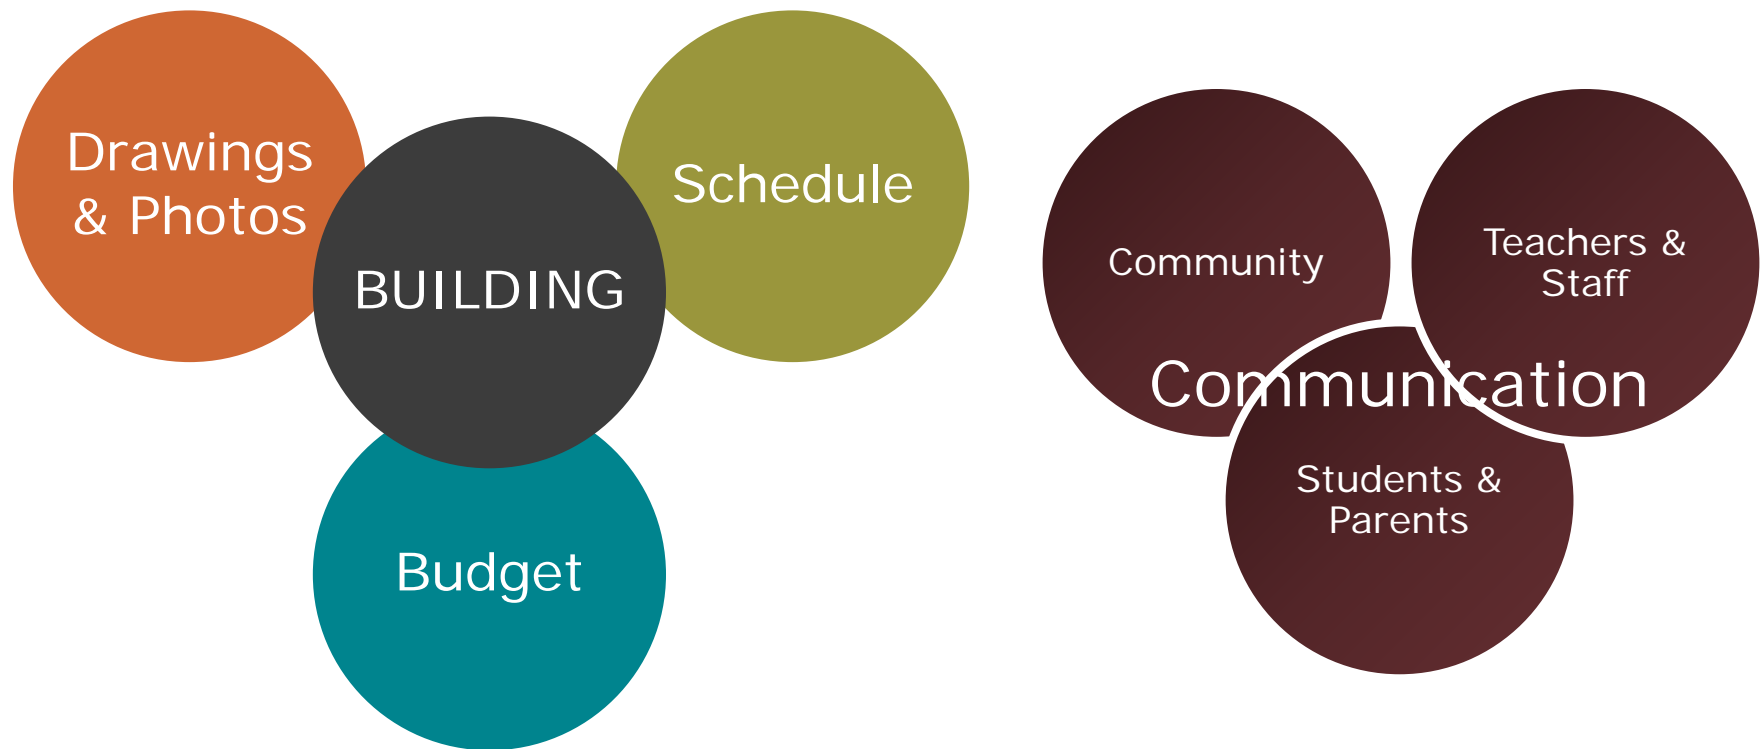 Drawings
& Photos
BUILDING
Schedule
Budget
Community
Teachers &
Staff
Communication
Students &
Parents